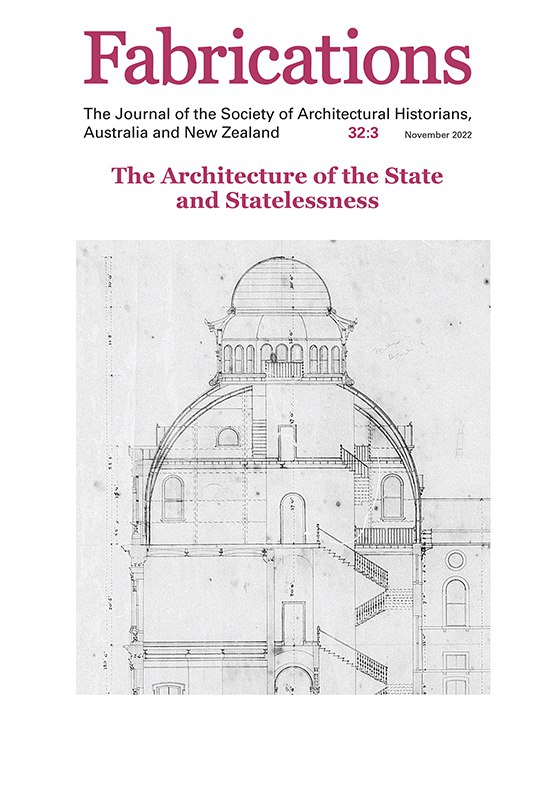 Fabrications
The Journal of the Society of Architectural Historians,
Australia and New Zealand 32:3 November 2022
The Architecture of the State
and Statelessness